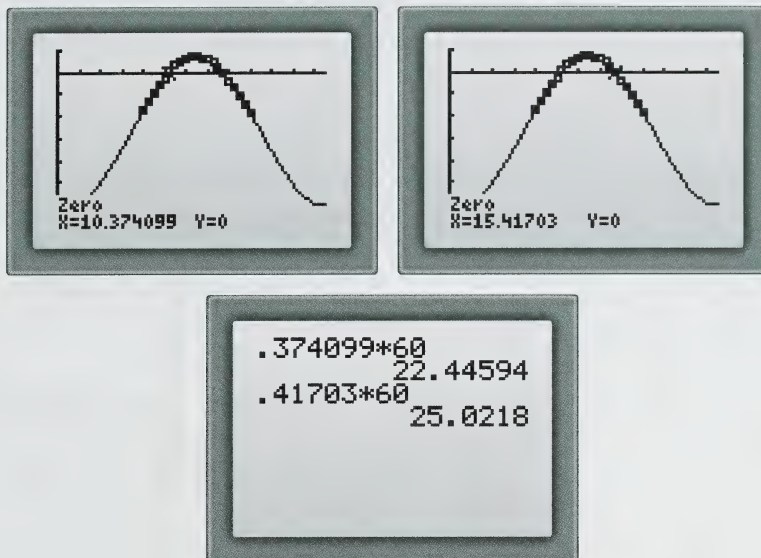 Zero
X=10.374099 Y=0
Zero
X=15.41703 Y=0
.374099*60
22.44594
.41703*60
25.0218